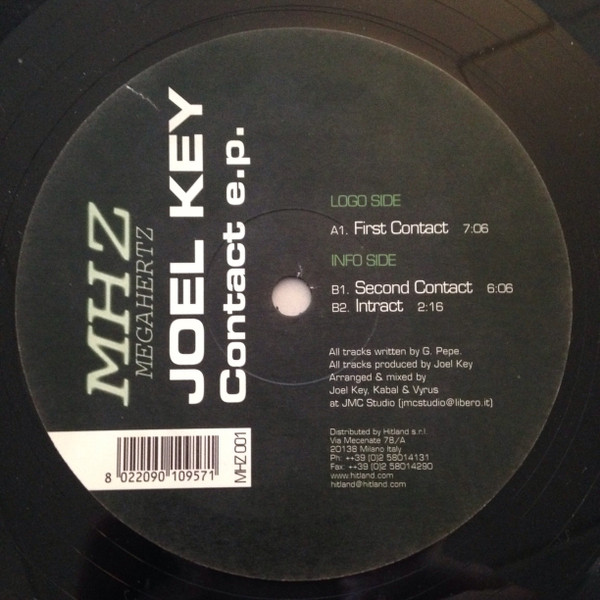 MHZ
MEGAHERTZ
JOEL KEY
Contact e.p.
LOGO SIDE
A1. First Contact 7:06
INFO SIDE
B1. Second Contact 6:06
B2. Intract 2:16
All tracks written by G. Pepe.
All tracks produced by Joel Key
Arranged & mixed by
Joel Key, Kabal & Vyrus
at JMC Studio (jmcstudio@libero.it)
Distributed by Hitland s.r.l.
Via Mecenate 78/A
20138 Milano Italy
Ph: ++39 (0)2 58014131
Fax: ++39 (0)2 58014290
www.hitland.com
hitland@hitland.com
8 022090 109571
MHZ 001